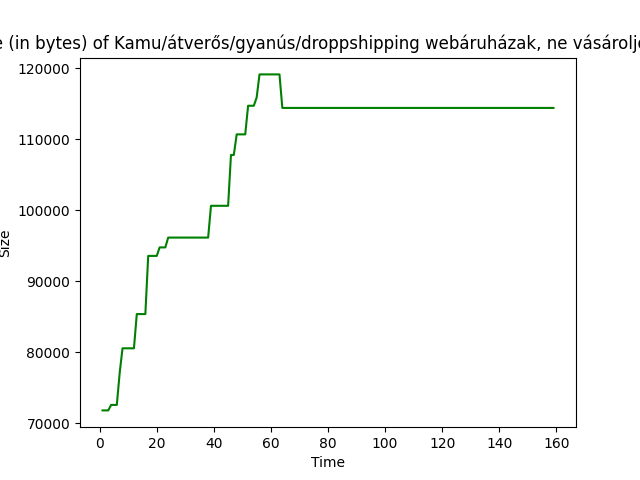 (in bytes) of Kamu/átverős/gyanús/droppshipping webáruházak, ne
120000
110000
100000
90000
80000
70000
Size
0 20 40 60 80 100 120 140 160
Time